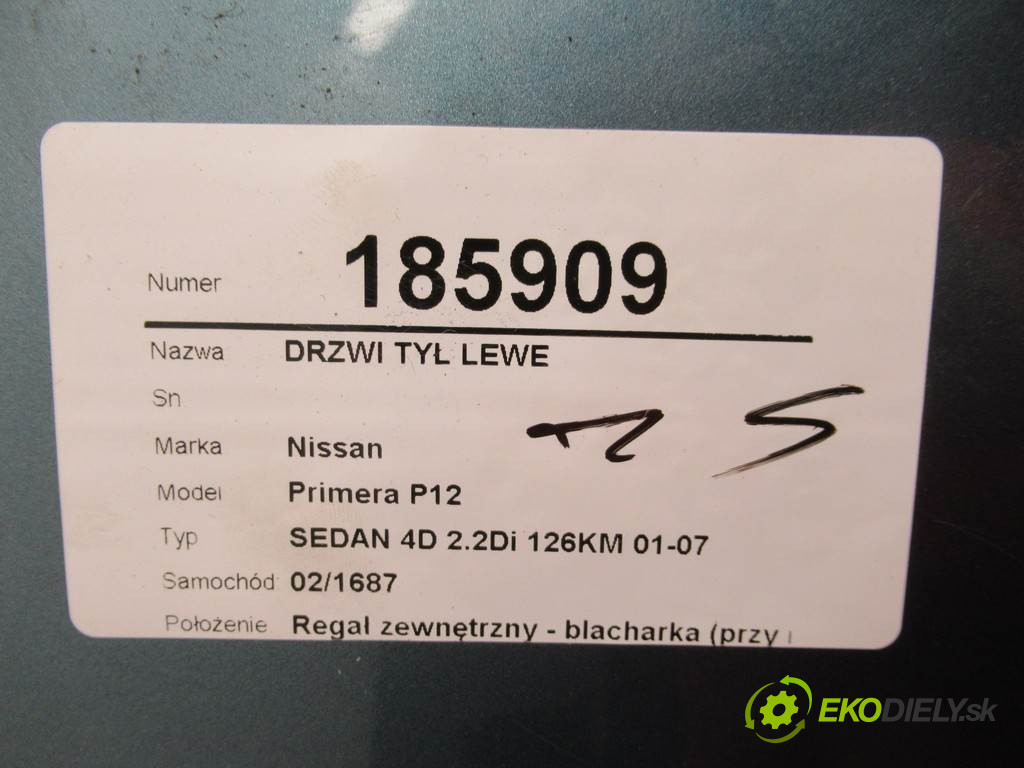 Numer 185909
Nazwa DRZWI TYŁ LEWE
Sn
Marka Nissan
Model Primera P12
Typ SEDAN 4D 2.2Di 126KM 01-07
Samochód 02/1687
Położenie Regał zewnętrzny - blacharka (przy
EKODIELY.sk